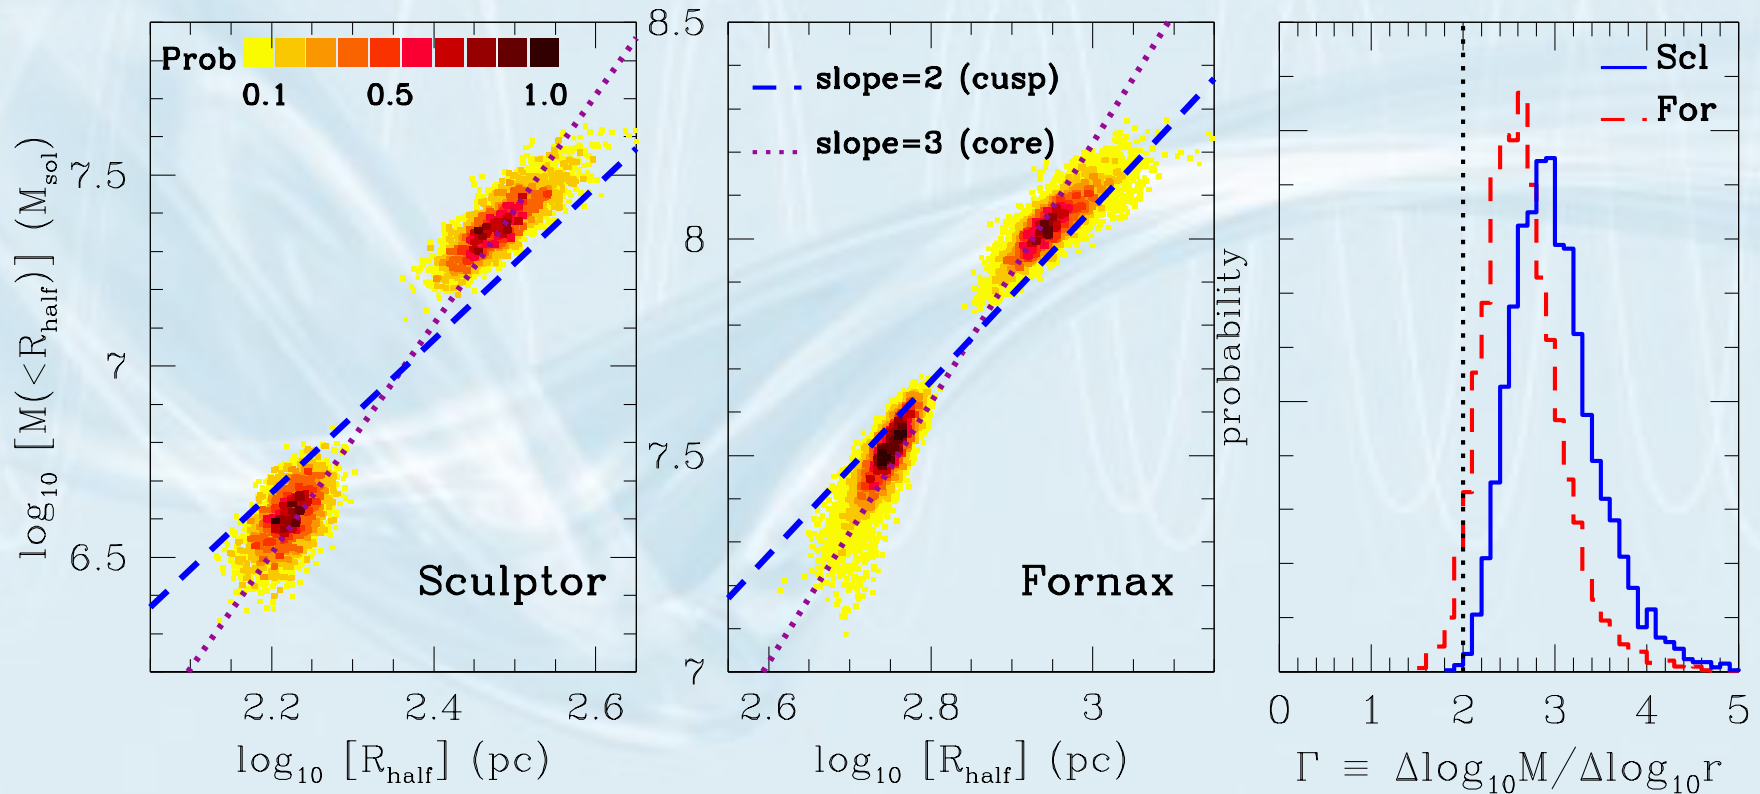 Prob
0.1 0.5 1.0
7.5
7
6.5
log10 [M(<Rhalf)] (Msol)
Sculptor
2.2 2.4 2.6
log10 [Rhalf] (pc)
8.5
8
7.5
7
slope=2 (cusp)
slope=3 (core)
Fornax
2.6 2.8 3
log10 [Rhalf] (pc)
probability
Scl
For
0 1 2 3 4 5
Γ ≡ Δlog10M/Δlog10r